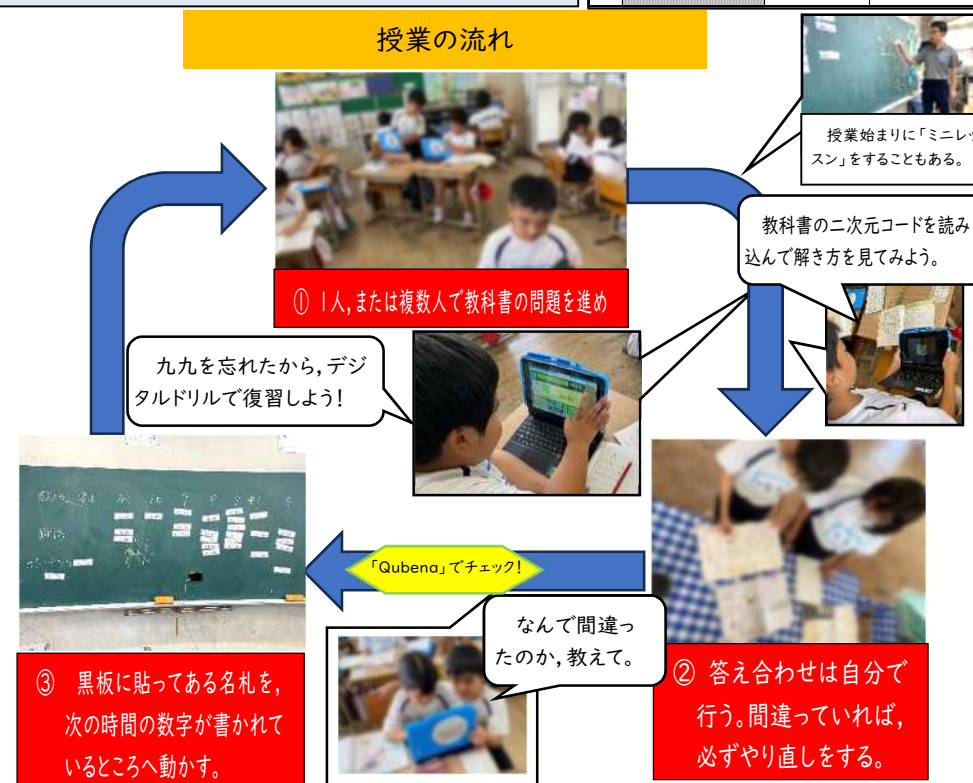 授業の流れ
授業始まりに「ミニレッ
スン」をすることもある。
教科書の二次元コードを読み
込んで解き方を見てみよう。
① 1人,または複数人で教科書の問題を進め
九九を忘れたから,デジ
タルドリルで復習しよう!
「Qubena」でチェック!
なんで間違っ
たのか,教えて。
② 答え合わせは自分で
行う。間違っていれば,
必ずやり直しをする。
③ 黒板に貼ってある名札を,
次の時間の数字が書かれて
いるところへ動かす。